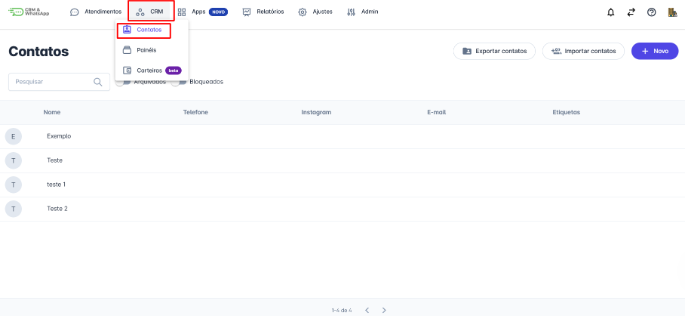 CRM & WhatsApp Atendimentos CRM Apps NOVO Relatórios Ajustes Admin
Contatos
Painéis
Carteiras beta
Contatos
Exportar contatos Importar contatos + Novo
Pesquisar Arquivados Bloqueados
Nome Telefone Instagram E-mail Etiquetas
E Exemplo
T Teste
T teste 1
T Teste 2
1-4 de 4